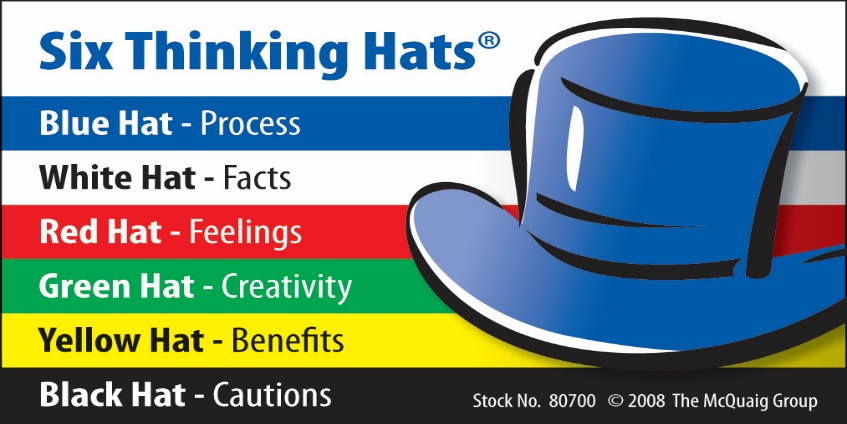 Six Thinking Hats®
Blue Hat - Process
White Hat - Facts
Red Hat - Feelings
Green Hat - Creativity
Yellow Hat - Benefits
Black Hat - Cautions
Stock No. 80700 © 2008 The McQuaig Group